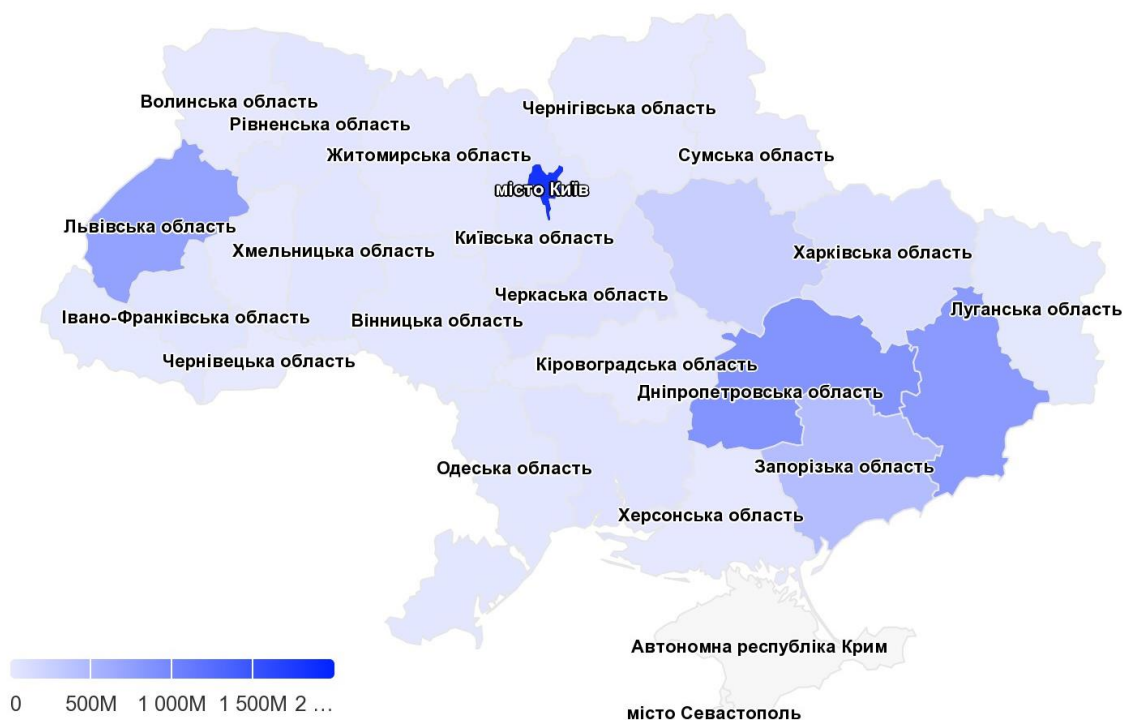 Волинська область
Чернігівська область
Рівненська область
Житомирська область
Сумська область
місто Київ
Львівська область
Київська область
Хмельницька область
Харківська область
Черкаська область
Луганська область
Івано-Франківська область
Вінницька область
Чернівецька область
Кіровоградська область
Дніпропетровська область
Одеська область
Запорізька область
Херсонська область
Автономна республіка Крим
0 500M 1 000M 1 500M 2 ...
місто Севастополь